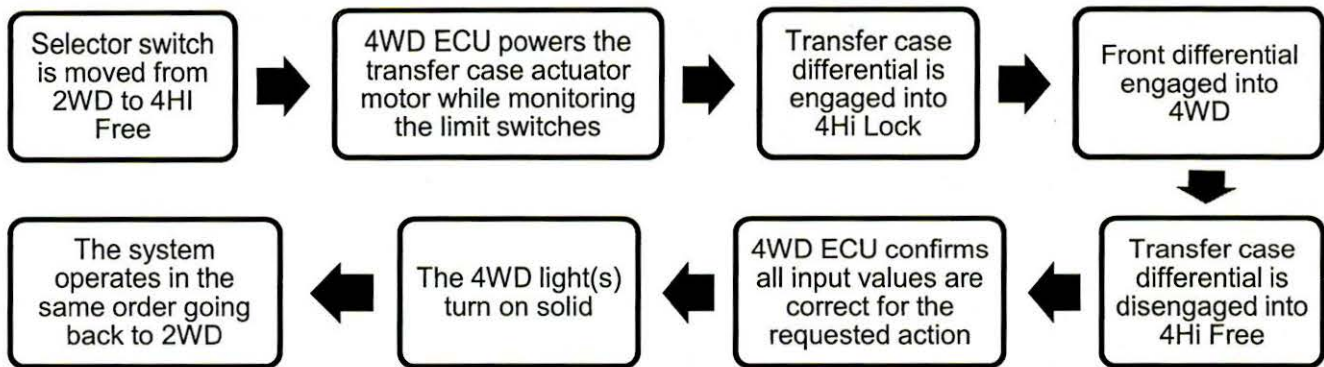 Selector switch
is moved from
2WD to 4HI
Free
4WD ECU powers the
transfer case actuator
motor while monitoring
the limit switches
Transfer case
differential is
engaged into
4Hi Lock
Front differential
engaged into
4WD
Transfer case
differential is
disengaged into
4Hi Free
4WD ECU confirms
all input values are
correct for the
requested action
The 4WD light(s)
turn on solid
The system
operates in the
same order going
back to 2WD